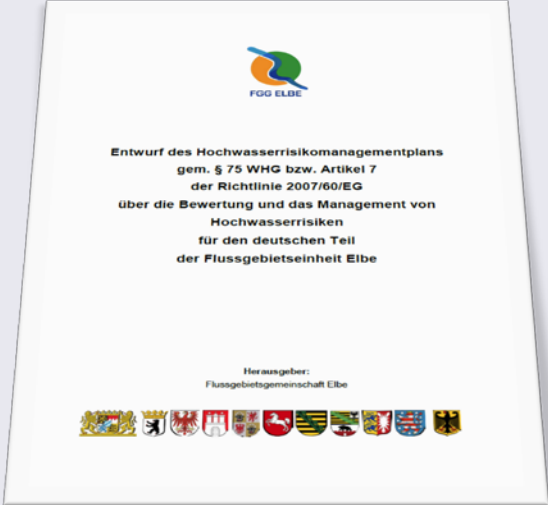 FGG ELBE
Entwurf des Hochwasserrisikomanagementplans
gem. § 75 WHG bzw. Artikel 7
der Richtlinie 2007/60/EG
über die Bewertung und das Management von
Hochwasserrisiken
für den deutschen Teil
der Flussgebietseinheit Elbe
Herausgeber:
Flussgebietsgemeinschaft Elbe